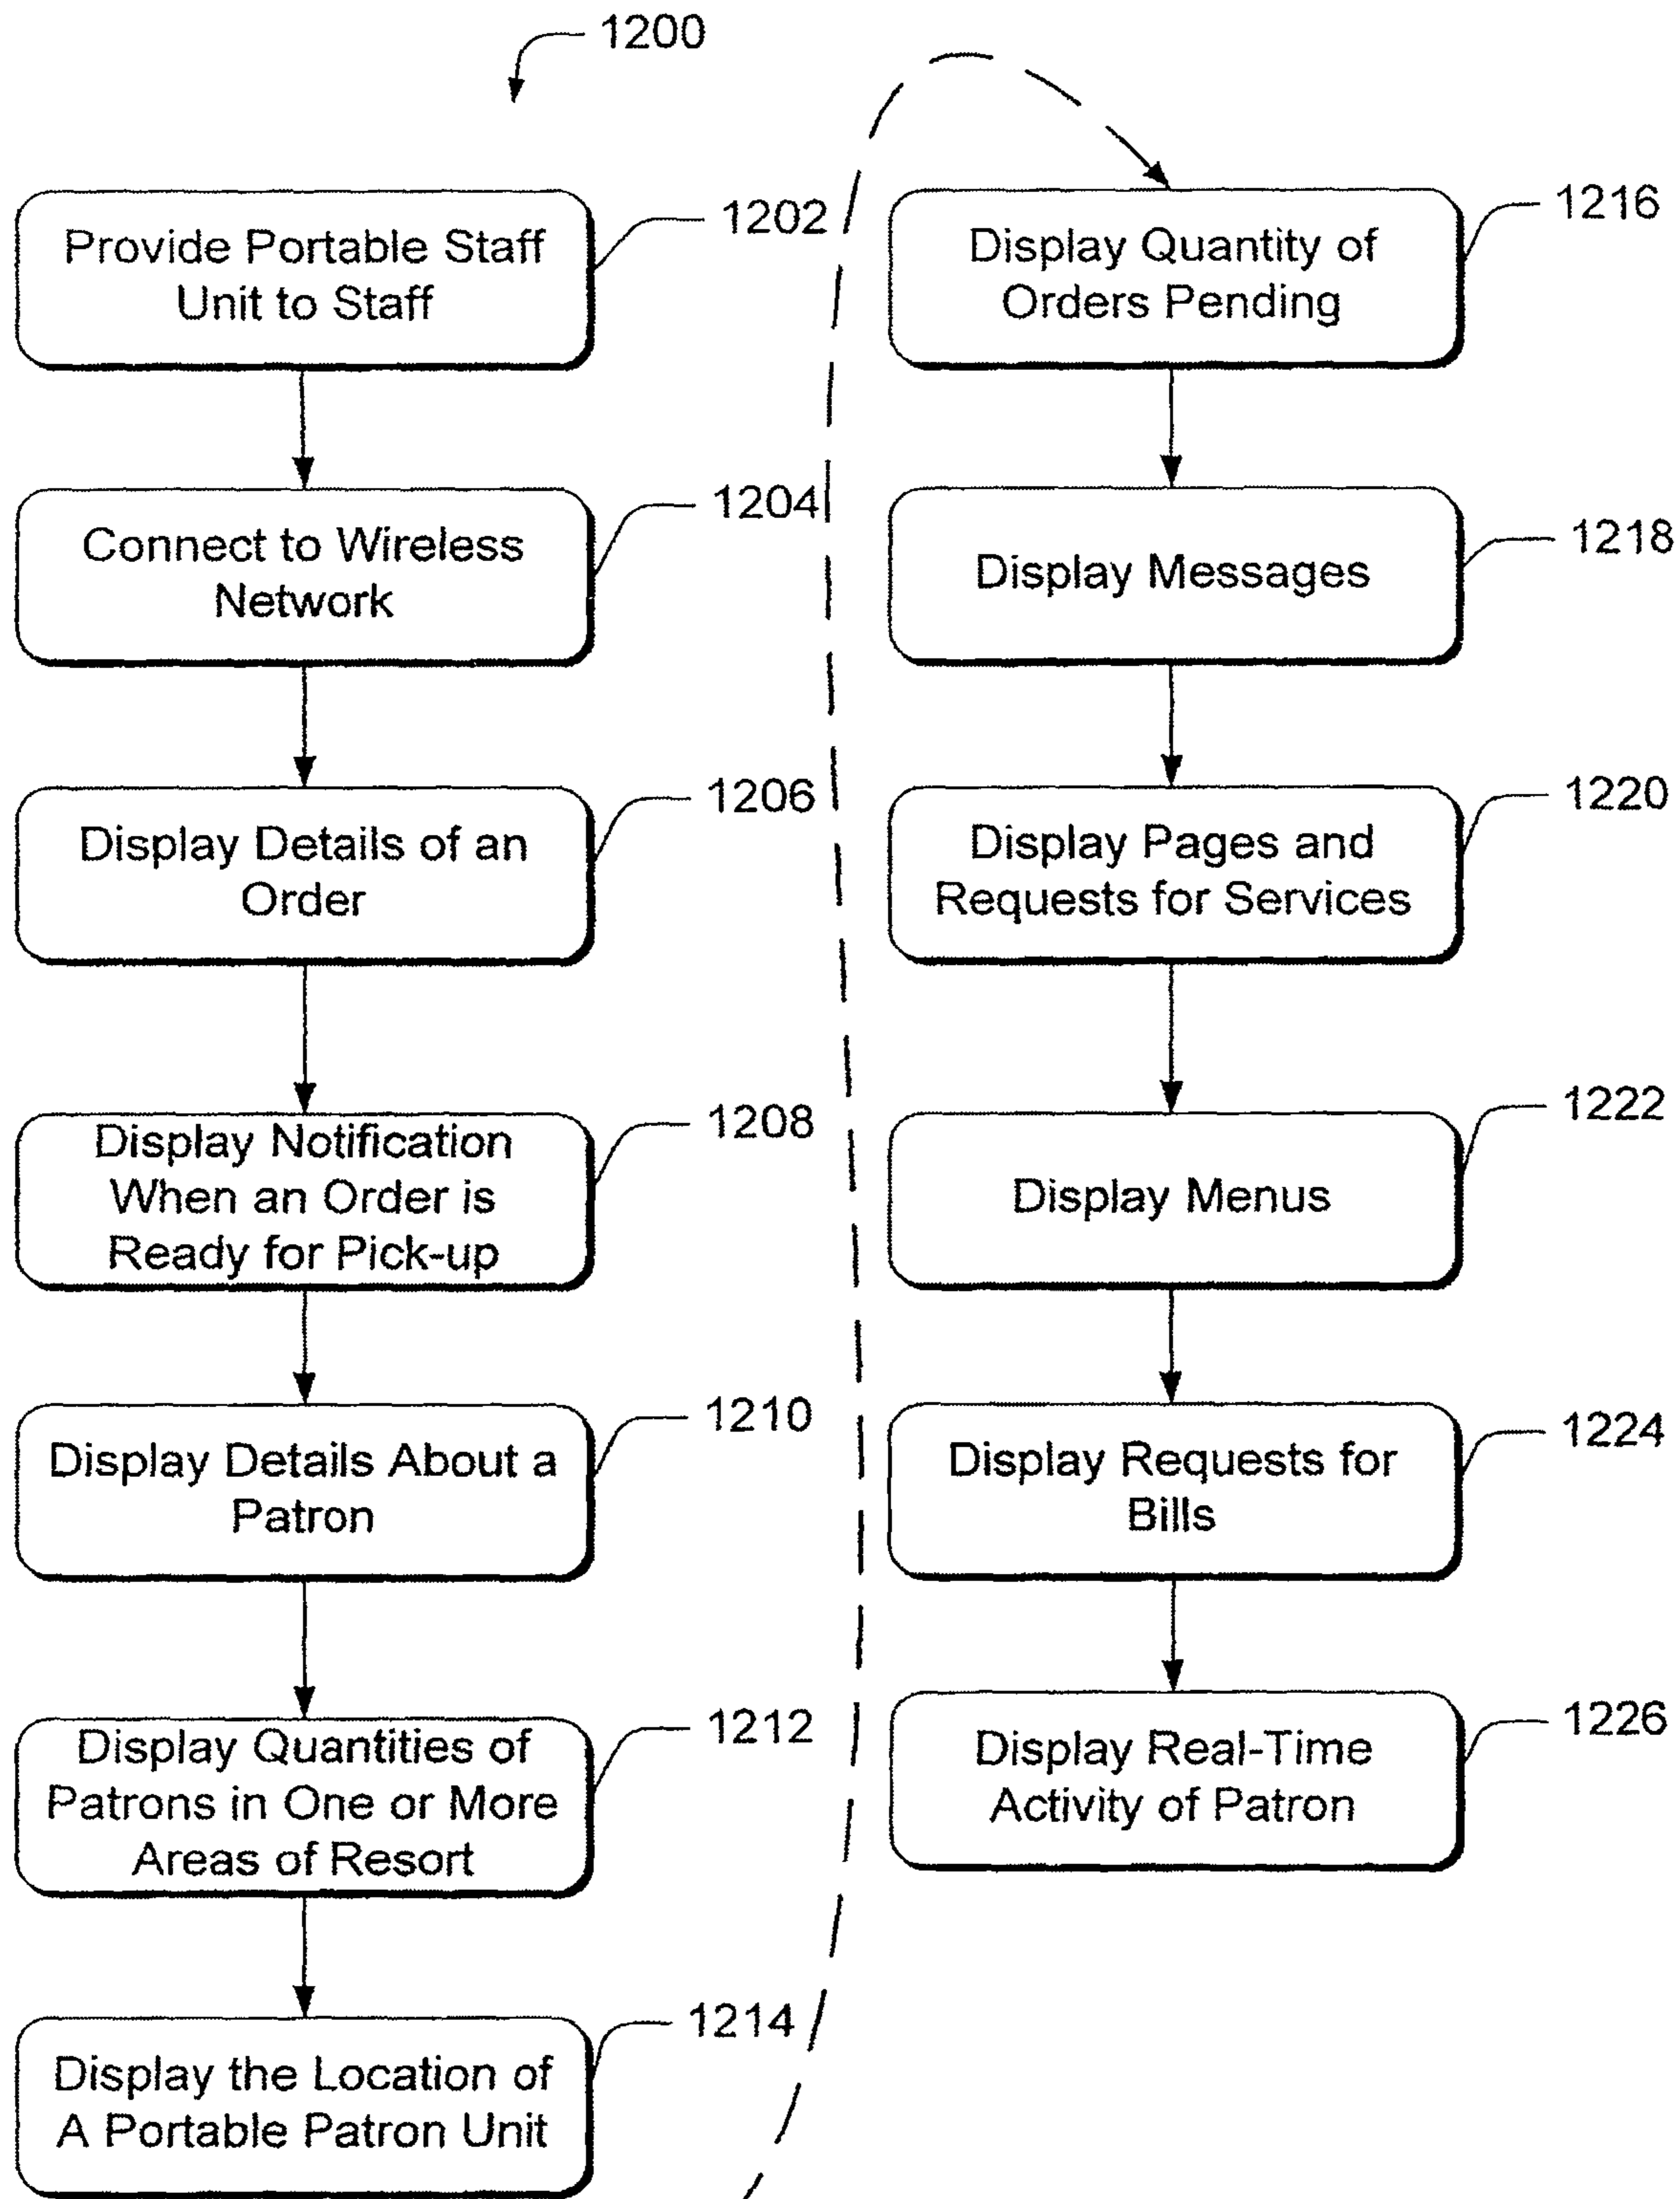 1200
Provide Portable Staff
Unit to Staff
1202
Connect to Wireless
Network
1204
Display Details of an
Order
1206
Display Notification
When an Order is
Ready for Pick-up
1208
Display Details About a
Patron
1210
Display Quantities of
Patrons in One or More
Areas of Resort
1212
Display the Location of
A Portable Patron Unit
1214
Display Quantity of
Orders Pending
1216
Display Messages
1218
Display Pages and
Requests for Services
1220
Display Menus
1222
Display Requests for
Bills
1224
Display Real-Time
Activity of Patron
1226